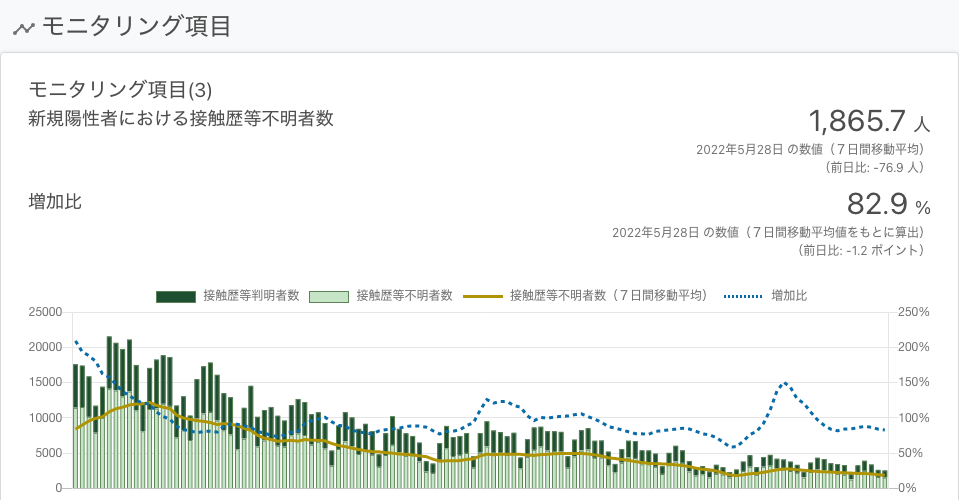 モニタリング項目
モニタリング項目(3)
新規陽性者における接触歴等不明者数
1,865.7 人
2022年5月28日 の数値（７日間移動平均）
（前日比: -76.9 人）
増加比
82.9 %
2022年5月28日 の数値（７日間移動平均値をもとに算出）
（前日比: -1.2 ポイント）
接触歴等判明者数 接触歴等不明者数 接触歴等不明者数（７日間移動平均） 増加比
25000 250%
20000 200%
15000 150%
10000 100%
5000 50%
0 0%